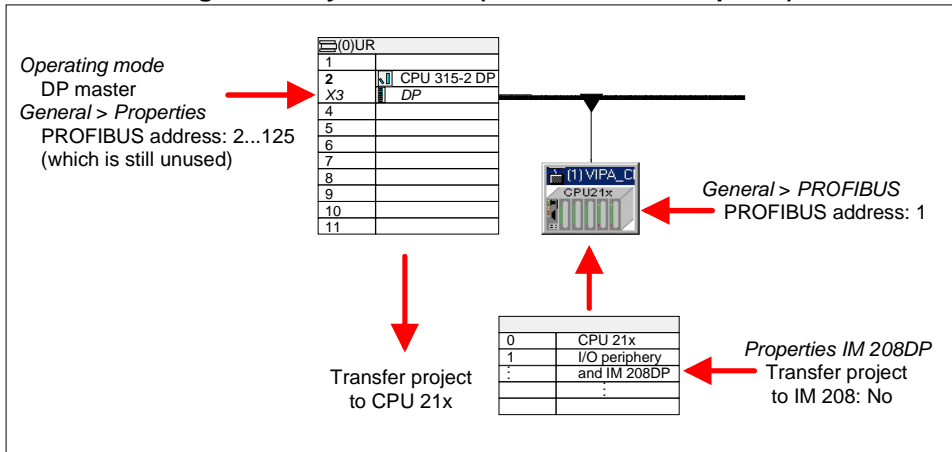 (0)UR
1
2 CPU 315-2 DP
X3 DP
4
5
6
7
8
9
10
11
Operating mode
DP master
General > Properties
PROFIBUS address: 2...125
(which is still unused)
(1) VIPA_C
CPU21x
General > PROFIBUS
PROFIBUS address: 1
Transfer project
to CPU 21x
0 CPU 21x
1 I/O periphery
: and IM 208DP
:
Properties IM 208DP
Transfer project
to IM 208: No